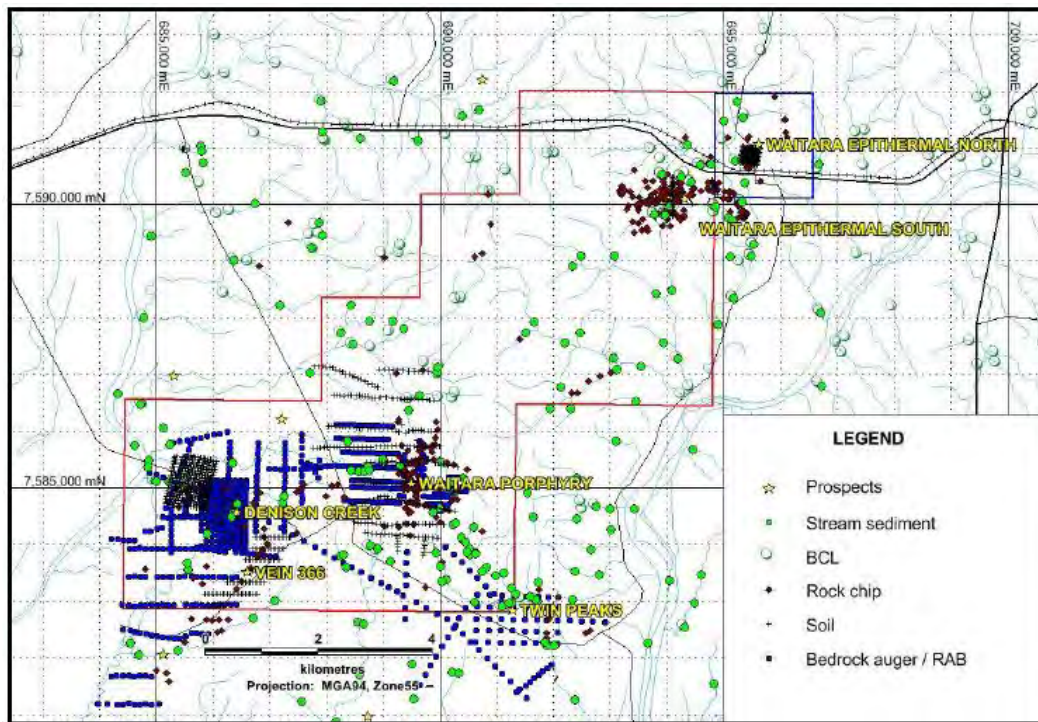 685,000 mE
690,000 mE
695,000 mE
700,000 mE
WAITARA EPITHERMAL NORTH
7,590,000 mN
WAITARA EPITHERMAL SOUTH
7,585,000 mN
WAITARA PORPHYRY
DENISON CREEK
VEIN 366
TWIN PEAKS
0 2 4
kilometres
Projection: MGA94, Zone55
LEGEND
Prospects
Stream sediment
BCL
Rock chip
Soil
Bedrock auger / RAB